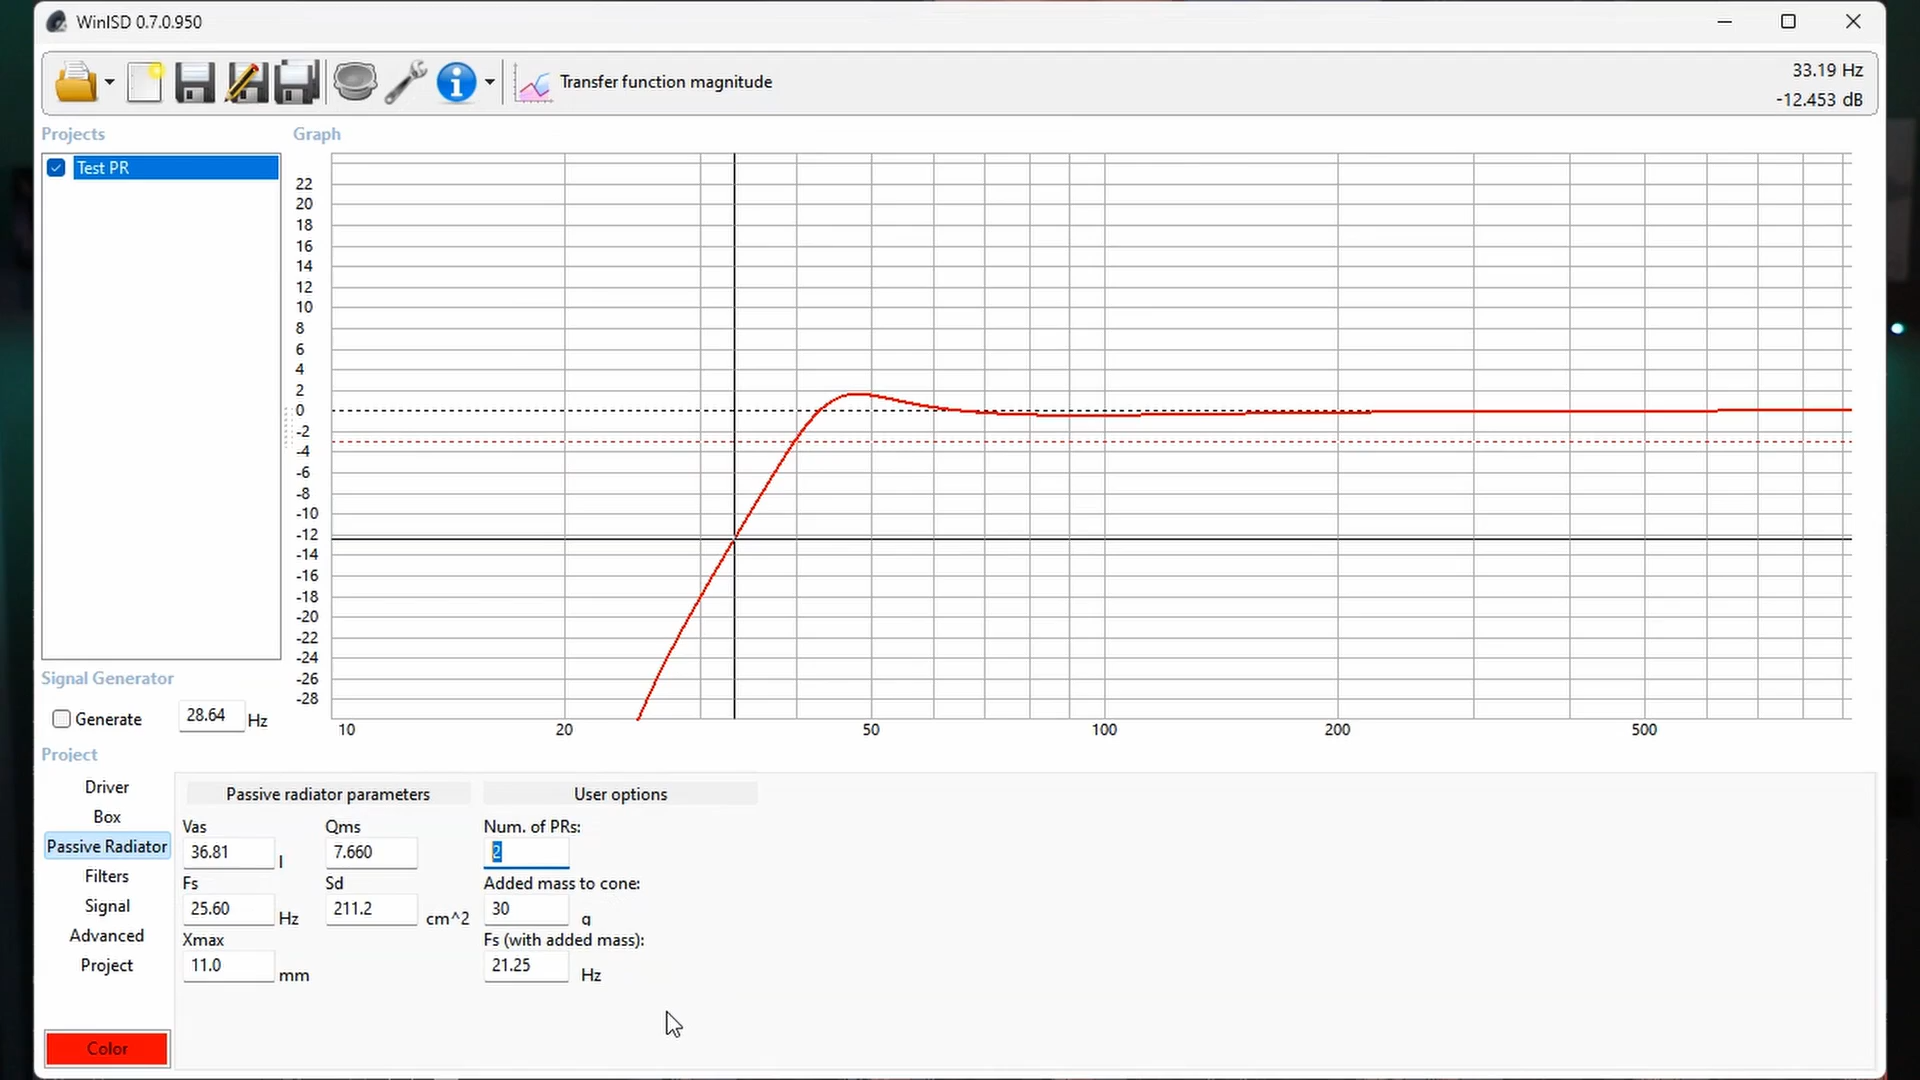 WinISD 0.7.0.950
Transfer function magnitude
33.19 Hz
-12.453 dB
Projects
Graph
Test PR
22
20
18
16
14
12
10
8
6
4
2
0
-2
-4
-6
-8
-10
-12
-14
-16
-18
-20
-22
-24
-26
-28
10 20 50 100 200 500
Signal Generator
Generate 28.64 Hz
Project
Driver
Box
Passive Radiator
Filters
Signal
Advanced
Project
Color
Passive radiator parameters
User options
Vas Qms Num. of PRs:
36.81 l 7.660 2
Fs Sd Added mass to cone:
25.60 Hz 211.2 cm^2 30 g
Xmax Fs (with added mass):
11.0 mm 21.25 Hz